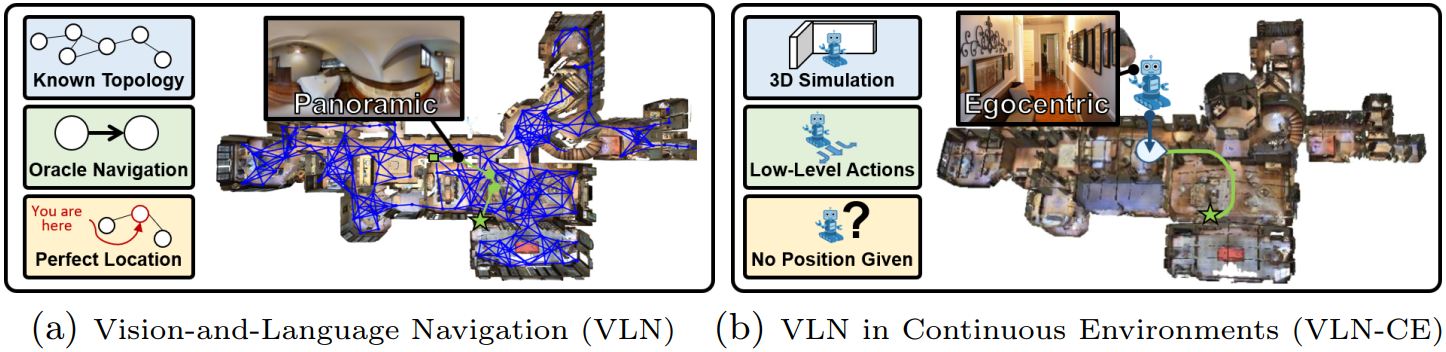 Known Topology
Oracle Navigation
You are
here
Perfect Location
Panoramic
(a) Vision-and-Language Navigation (VLN)
3D Simulation
Low-Level Actions
?
No Position Given
Egocentric
(b) VLN in Continuous Environments (VLN-CE)